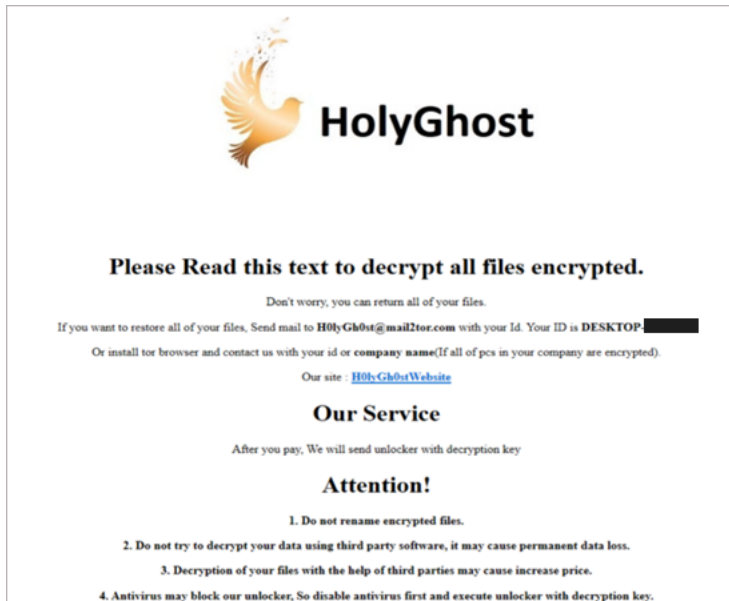 HolyGhost
Please Read this text to decrypt all files encrypted.
Don't worry, you can return all of your files.
If you want to restore all of your files, Send mail to H0lyGh0st@mail2tor.com with your Id. Your ID is DESKTOP-
Or install tor browser and contact us with your id or company name(If all of pcs in your company are encrypted).
Our site : H0lyGh0stWebsite
Our Service
After you pay, We will send unlocker with decryption key
Attention!
1. Do not rename encrypted files.
2. Do not try to decrypt your data using third party software, it may cause permanent data loss.
3. Decryption of your files with the help of third parties may cause increase price.
4. Antivirus may block our unlocker, So disable antivirus first and execute unlocker with decryption key.